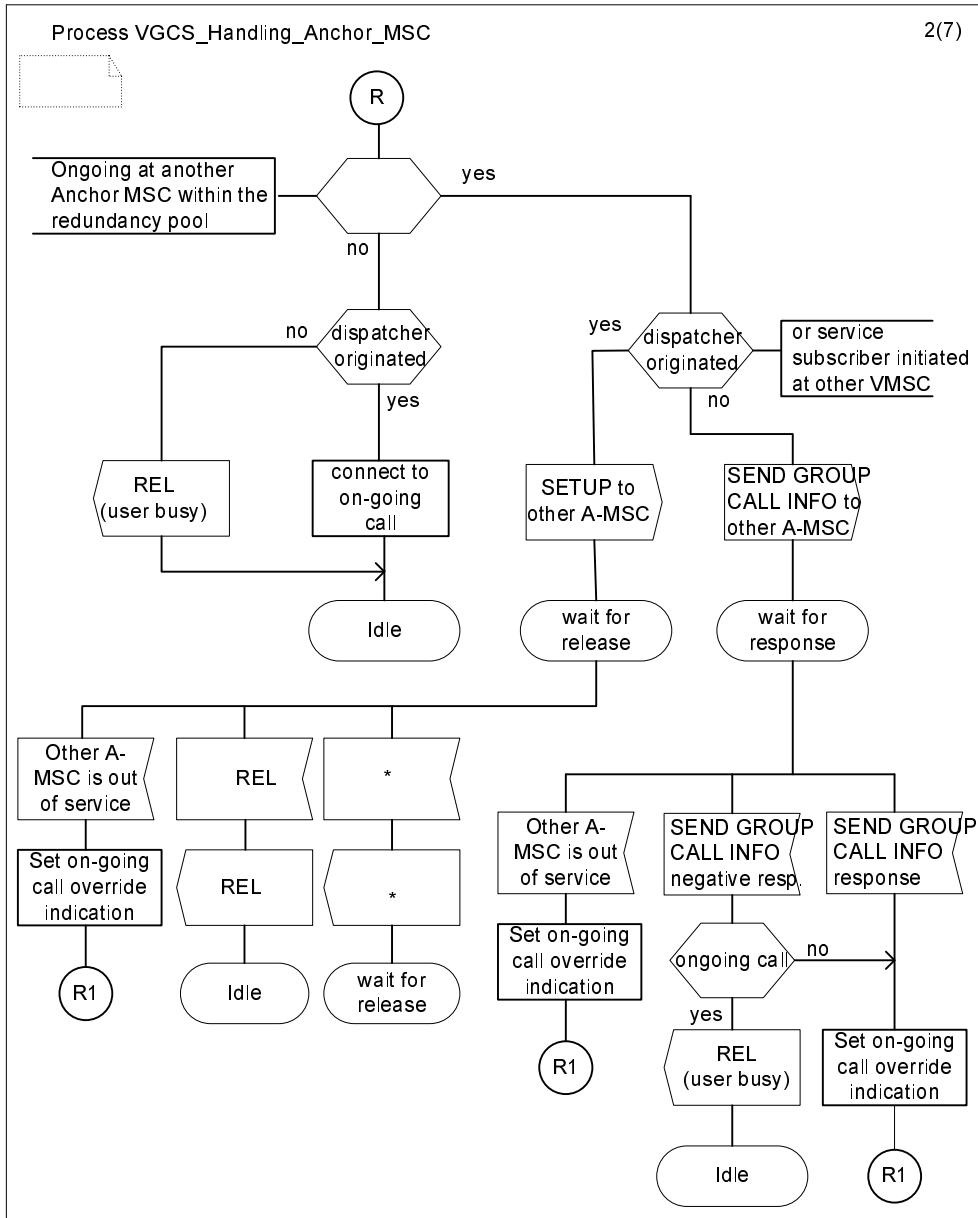 Process VGCS_Handling_Anchor_MSC
2(7)
R
Ongoing at another
Anchor MSC within the
redundancy pool
yes
no
no
dispatcher
originated
yes
yes
dispatcher
originated
no
or service
subscriber initiated
at other VMSC
REL
(user busy)
connect to
on-going
call
SETUP to
other A-MSC
SEND GROUP
CALL INFO to
other A-MSC
Idle
wait for
release
wait for
response
Other A-
MSC is out
of service
REL
*
Other A-
MSC is out
of service
SEND GROUP
CALL INFO
negative resp.
SEND GROUP
CALL INFO
response
Set on-going
call override
indication
REL
*
Set on-going
call override
indication
ongoing call
no
yes
R1
Idle
wait for
release
R1
REL
(user busy)
Set on-going
call override
indication
Idle
R1